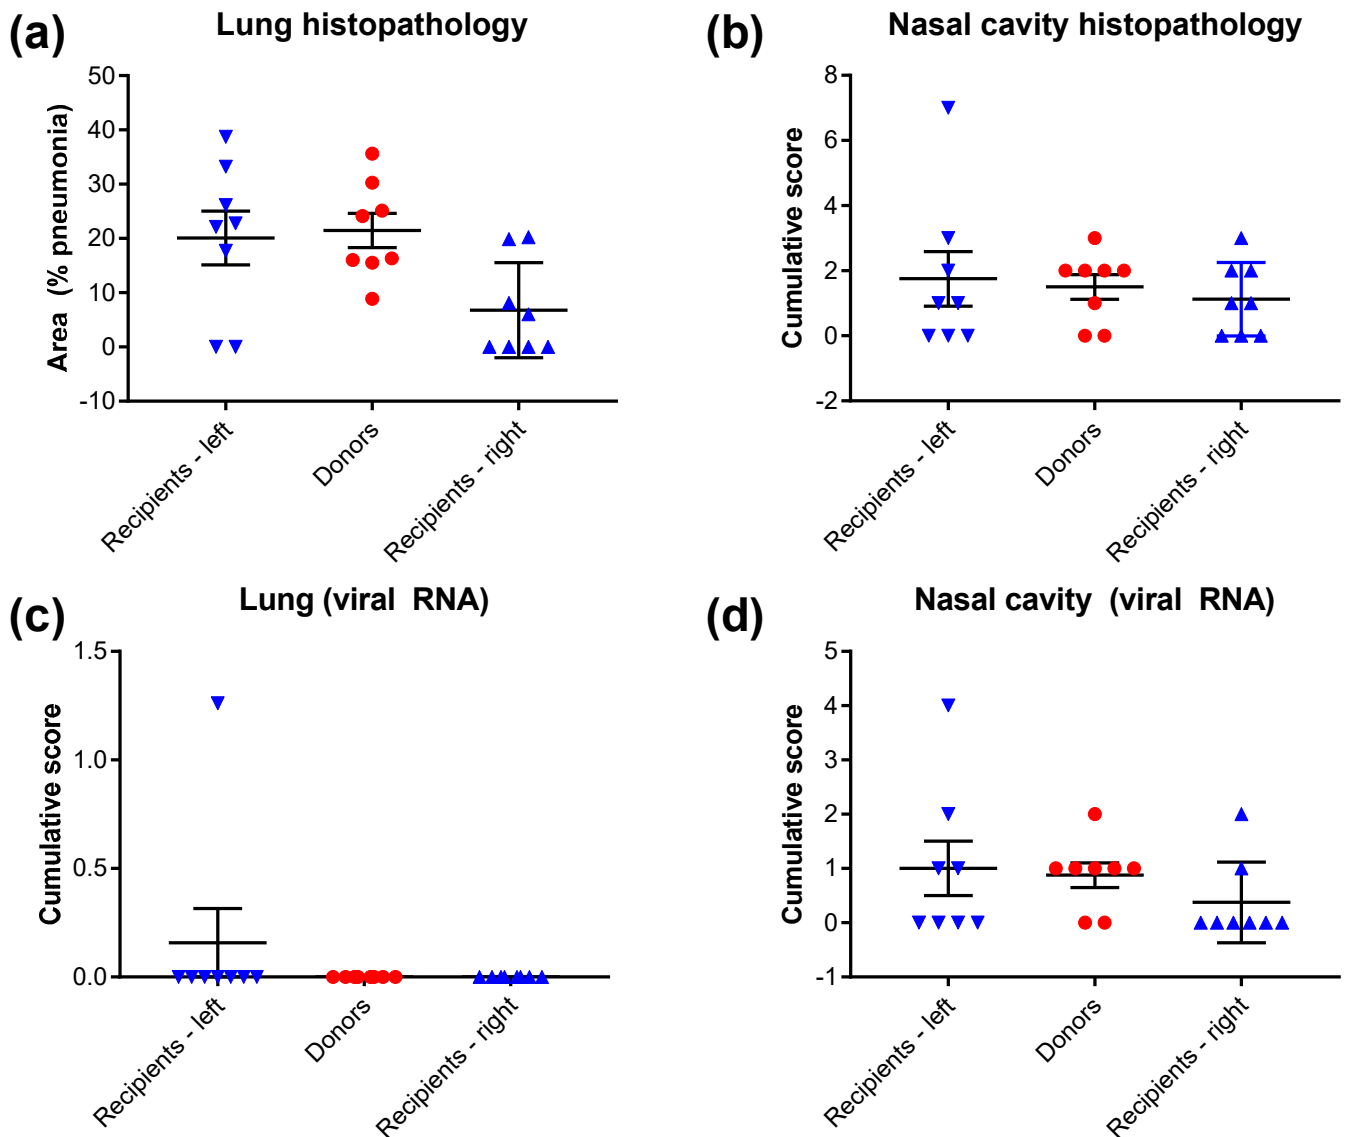 (a)
Lung histopathology
50
40
30
20
10
0
-10
Area (% pneumonia)
Recipients - left
Donors
Recipients - right
(b)
Nasal cavity histopathology
8
6
4
2
0
-2
Cumulative score
Recipients - left
Donors
Recipients - right
(c)
Lung (viral RNA)
1.5
1.0
0.5
0.0
Cumulative score
Recipients - left
Donors
Recipients - right
(d)
Nasal cavity (viral RNA)
5
4
3
2
1
0
-1
Cumulative score
Recipients - left
Donors
Recipients - right